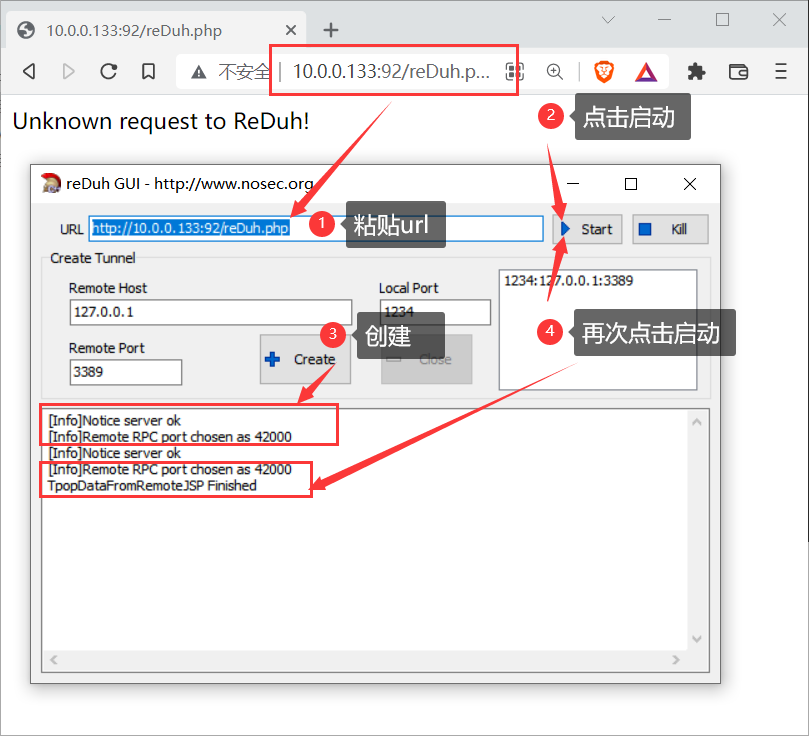 10.0.0.133:92/reDuh.php
不安全 | 10.0.0.133:92/reDuh.p...
Unknown request to ReDuh!
2 点击启动
reDuh GUI - http://www.nosec.org
URL http://10.0.0.133:92/reDuh.php 1 粘贴url Start Kill
Create Tunnel
Remote Host Local Port 1234:127.0.0.1:3389
127.0.0.1 1234
3 创建 4 再次点击启动
Remote Port
3389 Create Close
[Info]Notice server ok
[Info]Remote RPC port chosen as 42000
[Info]Notice server ok
[Info]Remote RPC port chosen as 42000
TpopDataFromRemoteJSP Finished